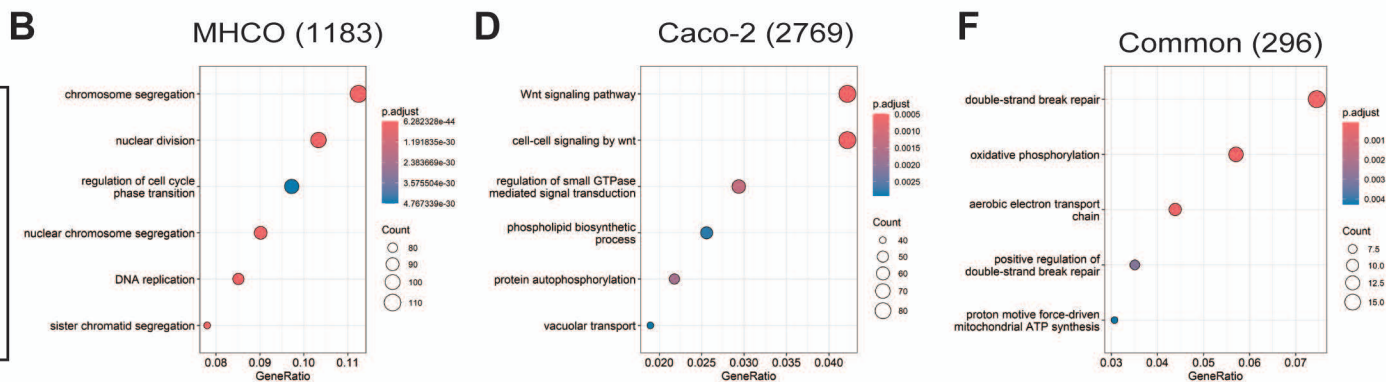 B
MHCO (1183)
chromosome segregation
nuclear division
regulation of cell cycle
phase transition
nuclear chromosome segregation
DNA replication
sister chromatid segregation
0.08 0.09 0.10 0.11
GeneRatio
p.adjust
6.282328e-44
1.191835e-30
2.383669e-30
3.575504e-30
4.767339e-30
Count
80
90
100
110
D
Caco-2 (2769)
Wnt signaling pathway
cell-cell signaling by wnt
regulation of small GTPase
mediated signal transduction
phospholipid biosynthetic
process
protein autophosphorylation
vacuolar transport
0.020 0.025 0.030 0.035 0.040
GeneRatio
p.adjust
0.0005
0.0010
0.0015
0.0020
0.0025
Count
40
50
60
70
80
F
Common (296)
double-strand break repair
oxidative phosphorylation
aerobic electron transport
chain
positive regulation of
double-strand break repair
proton motive force-driven
mitochondrial ATP synthesis
0.03 0.04 0.05 0.06 0.07
GeneRatio
p.adjust
0.001
0.002
0.003
0.004
Count
7.5
10.0
12.5
15.0